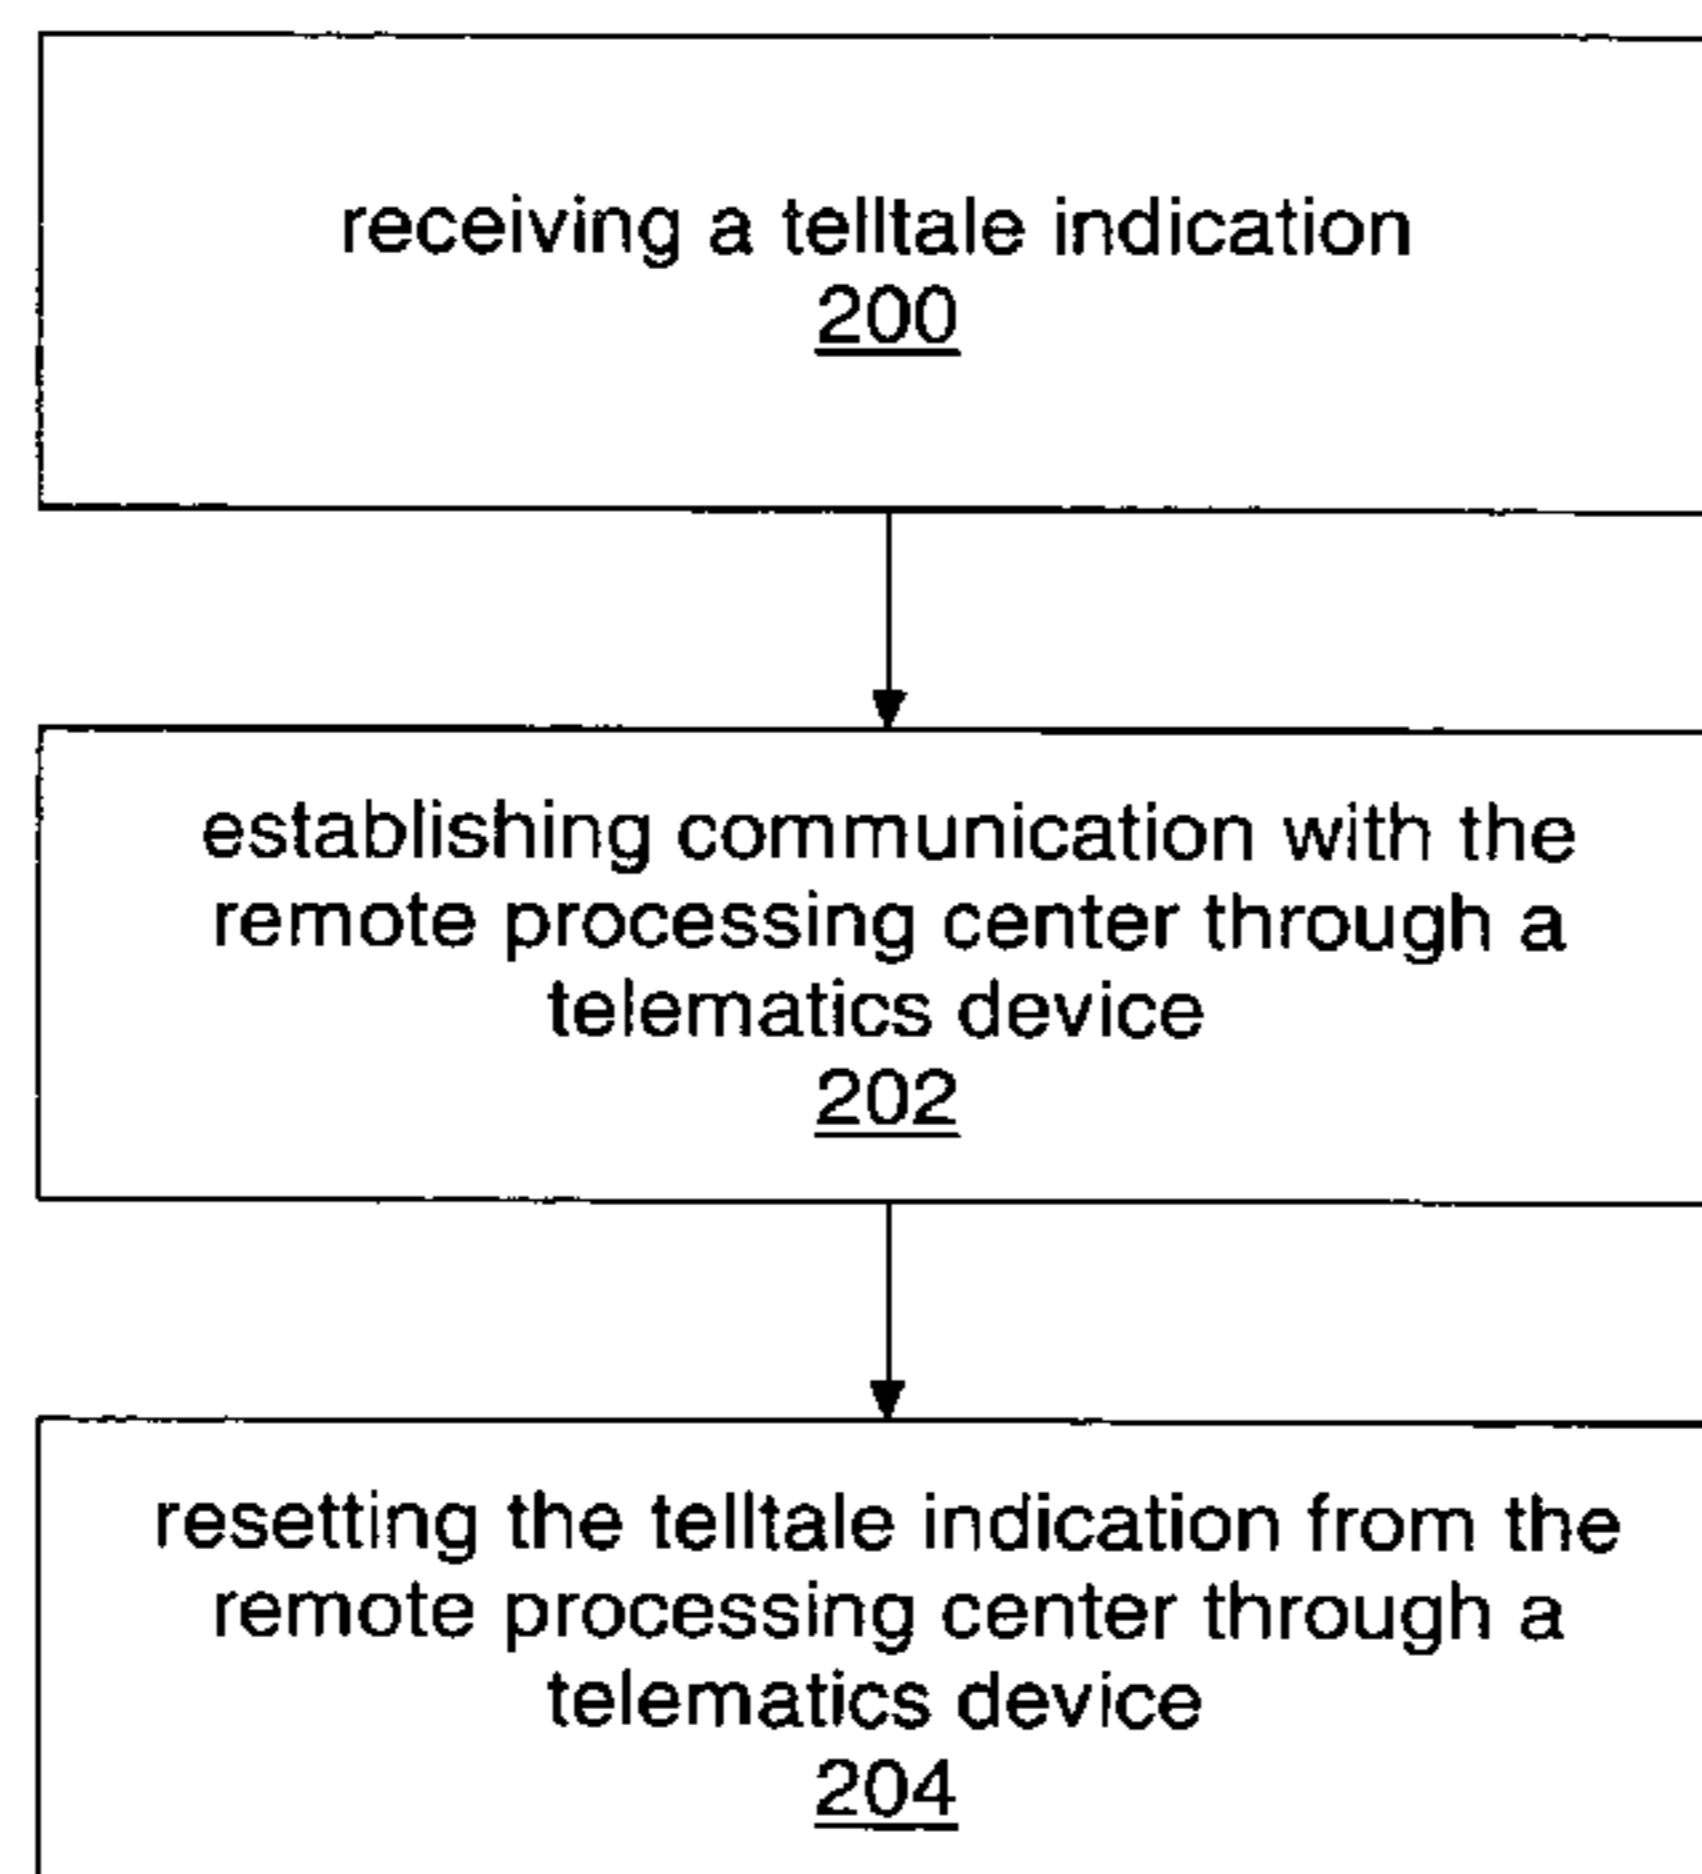 receiving a telltale indication
200
establishing communication with the
remote processing center through a
telematics device
202
resetting the telltale indication from the
remote processing center through a
telematics device
204